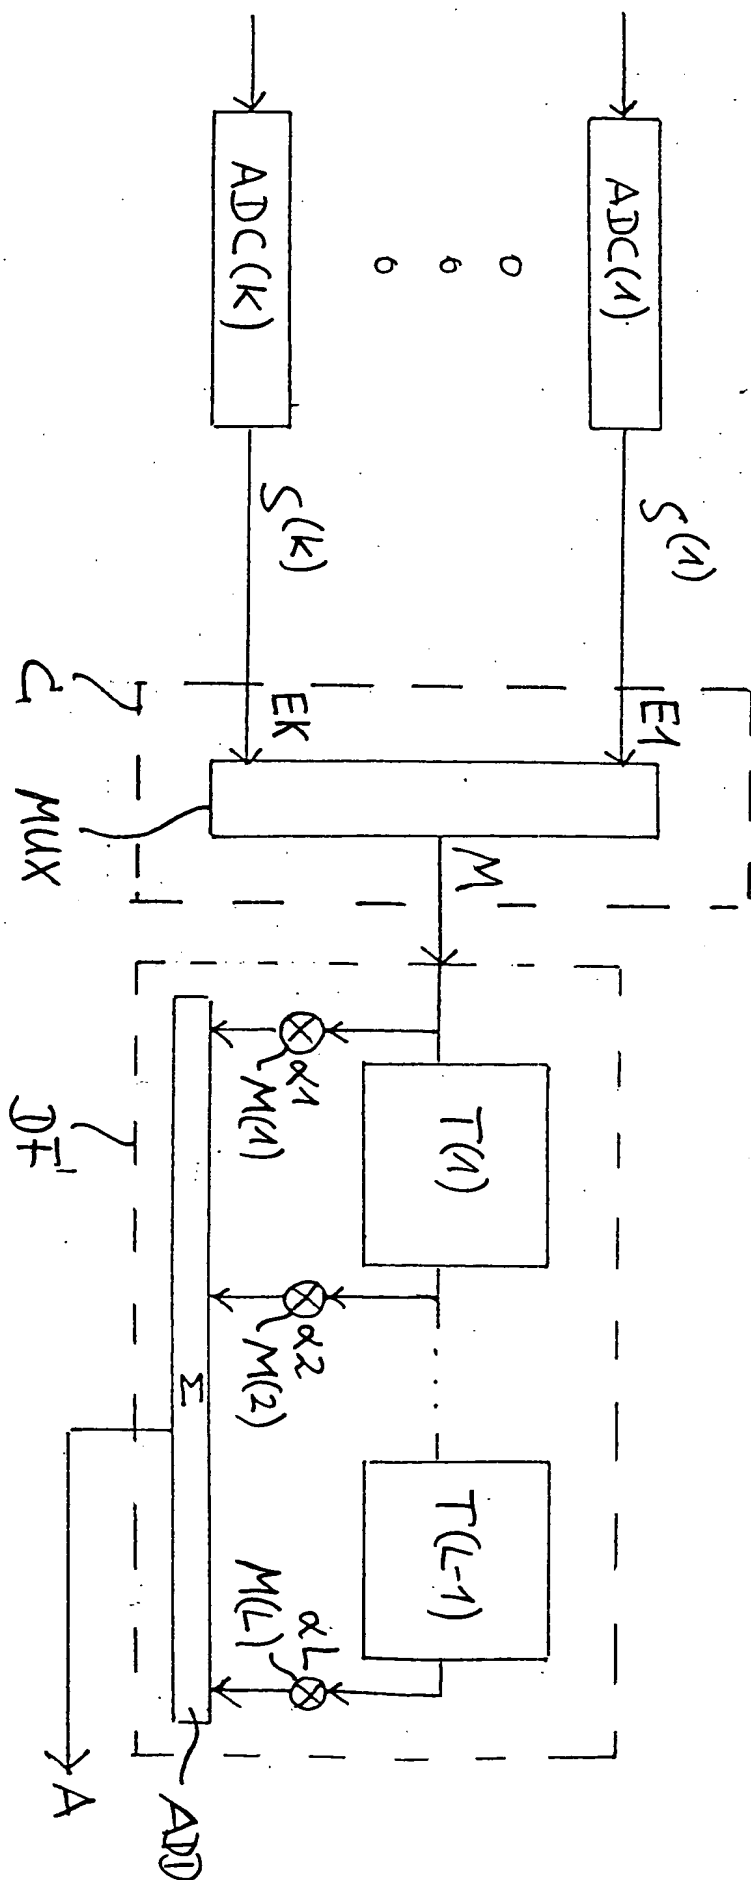 ADC(1)
S(1)
E1
ADC(K)
S(K)
EK
C
MUX
M
T(1)
T(L-1)
α1
M(1)
α2
M(2)
αL
M(L)
Σ
DF'
ADD
A